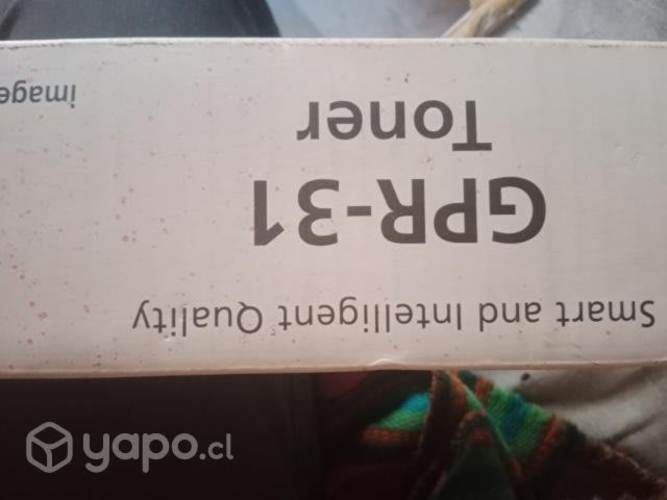 Smart and Intelligent Quality
GPR-31
Toner
image
yapo.cl